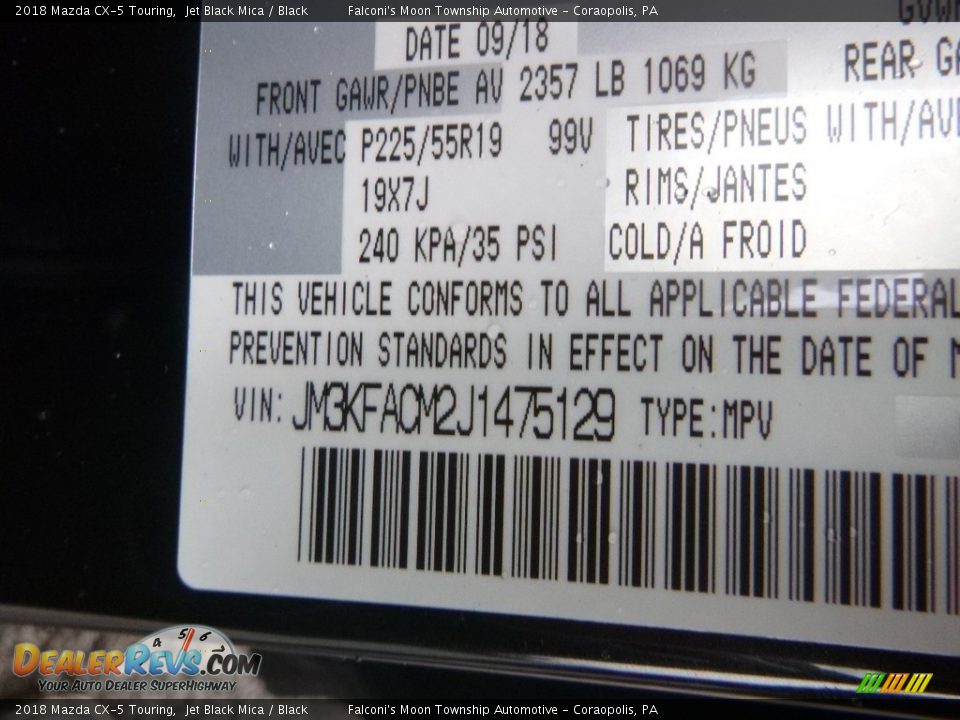 2018 Mazda CX-5 Touring, Jet Black Mica / Black Falconi's Moon Township Automotive - Coraopolis, PA
DATE 09/18
FRONT GAWR/PNBE AV 2357 LB 1069 KG REAR
WITH/AVEC P225/55R19 99V TIRES/PNEUS WITH/AVE
19X7J RIMS/JANTES
240 KPA/35 PSI COLD/A FROID
THIS VEHICLE CONFORMS TO ALL APPLICABLE FEDERAL
PREVENTION STANDARDS IN EFFECT ON THE DATE OF
VIN: JM3KFACM2J1475129 TYPE:MPV
4 5 6
DEALERREVS.COM
YOUR AUTO DEALER SUPERHIGHWAY
2018 Mazda CX-5 Touring, Jet Black Mica / Black Falconi's Moon Township Automotive - Coraopolis, PA